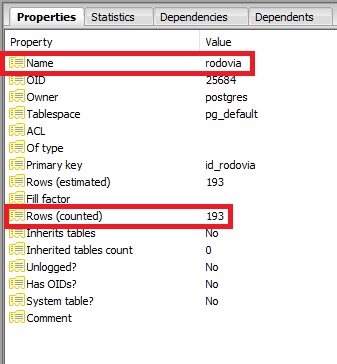 Properties Statistics Dependencies Dependents
Property Value
Name rodovia
OID 25684
Owner postgres
Tablespace pg_default
ACL
Of type
Primary key id_rodovia
Rows (estimated) 193
Fill factor
Rows (counted) 193
Inherits tables No
Inherited tables count 0
Unlogged? No
Has OIDs? No
System table? No
Comment